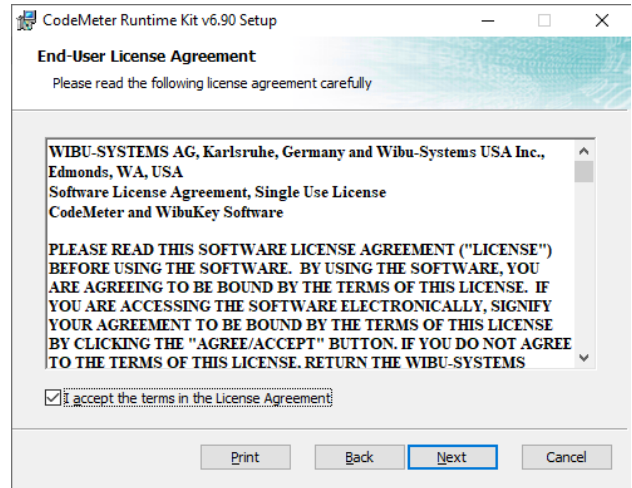 CodeMeter Runtime Kit v6.90 Setup
End-User License Agreement
Please read the following license agreement carefully
WIBU-SYSTEMS AG, Karlsruhe, Germany and Wibu-Systems USA Inc.,
Edmonds, WA, USA
Software License Agreement, Single Use License
CodeMeter and WibuKey Software
PLEASE READ THIS SOFTWARE LICENSE AGREEMENT ("LICENSE")
BEFORE USING THE SOFTWARE.  BY USING THE SOFTWARE, YOU
ARE AGREEING TO BE BOUND BY THE TERMS OF THIS LICENSE.  IF
YOU ARE ACCESSING THE SOFTWARE ELECTRONICALLY, SIGNIFY
YOUR AGREEMENT TO BE BOUND BY THE TERMS OF THIS LICENSE
BY CLICKING THE "AGREE/ACCEPT" BUTTON. IF YOU DO NOT AGREE
TO THE TERMS OF THIS LICENSE, RETURN THE WIBU-SYSTEMS
I accept the terms in the License Agreement
Print Back Next Cancel